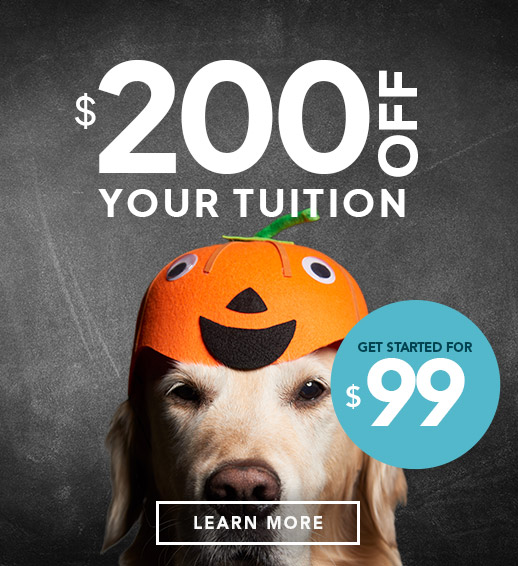 $200 OFF
YOUR TUITION
GET STARTED FOR
$99
LEARN MORE